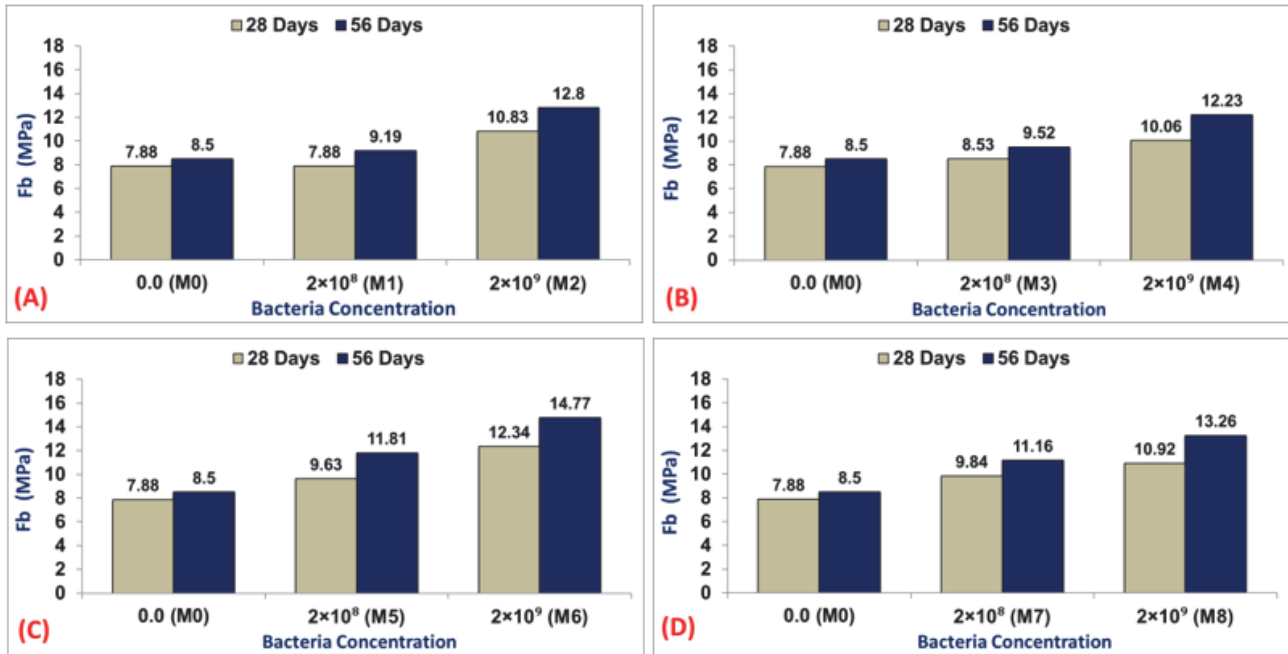 28 Days 56 Days
18
16
14
12
10
8
6
4
2
0
Fb (MPa)
7.88 8.5 7.88 9.19 10.83 12.8
0.0 (M0) 2×10⁸ (M1) 2×10⁹ (M2)
Bacteria Concentration
(A)
28 Days 56 Days
18
16
14
12
10
8
6
4
2
0
Fb (MPa)
7.88 8.5 8.53 9.52 10.06 12.23
0.0 (M0) 2×10⁸ (M3) 2×10⁹ (M4)
Bacteria Concentration
(B)
28 Days 56 Days
18
16
14
12
10
8
6
4
2
0
Fb (MPa)
7.88 8.5 9.63 11.81 12.34 14.77
0.0 (M0) 2×10⁸ (M5) 2×10⁹ (M6)
Bacteria Concentration
(C)
28 Days 56 Days
18
16
14
12
10
8
6
4
2
0
Fb (MPa)
7.88 8.5 9.84 11.16 10.92 13.26
0.0 (M0) 2×10⁸ (M7) 2×10⁹ (M8)
Bacteria Concentration
(D)